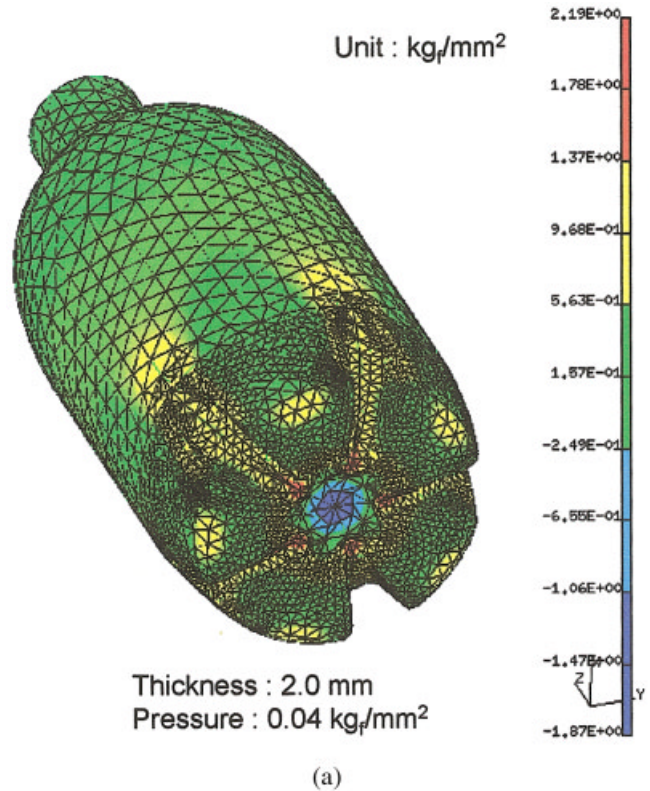 Unit : kgf/mm²
2.19E+00
1.78E+00
1.37E+00
9.68E-01
5.63E-01
1.57E-01
-2.49E-01
-6.55E-01
-1.06E+00
-1.47E+00
-1.87E+00
Z
Y
Thickness : 2.0 mm
Pressure : 0.04 kgf/mm²
(a)